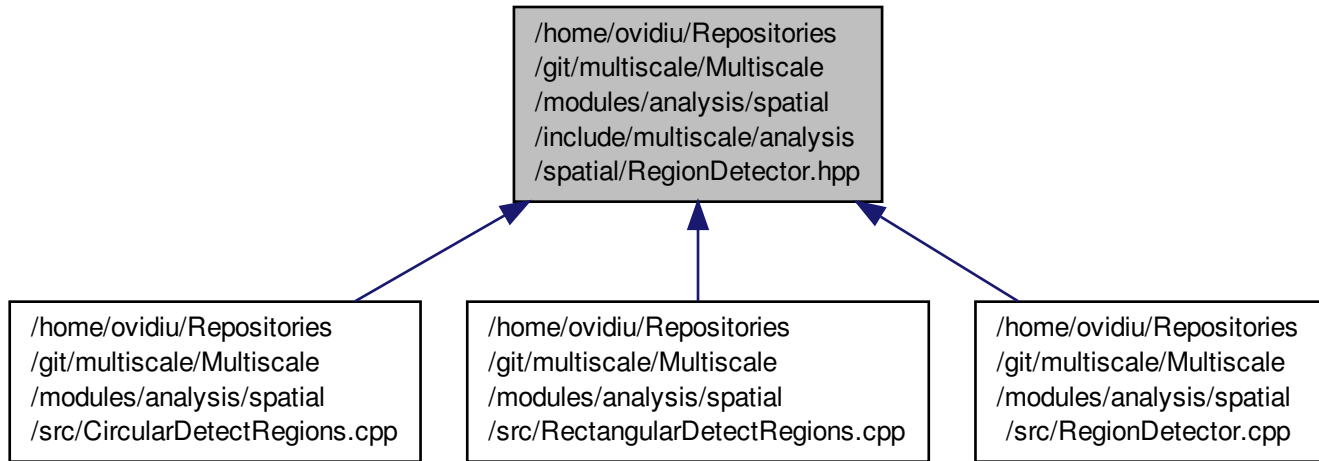 /home/ovidiu/Repositories
/git/multiscale/Multiscale
/modules/analysis/spatial
/include/multiscale/analysis
/spatial/RegionDetector.hpp
/home/ovidiu/Repositories
/git/multiscale/Multiscale
/modules/analysis/spatial
/src/CircularDetectRegions.cpp
/home/ovidiu/Repositories
/git/multiscale/Multiscale
/modules/analysis/spatial
/src/RectangularDetectRegions.cpp
/home/ovidiu/Repositories
/git/multiscale/Multiscale
/modules/analysis/spatial
/src/RegionDetector.cpp